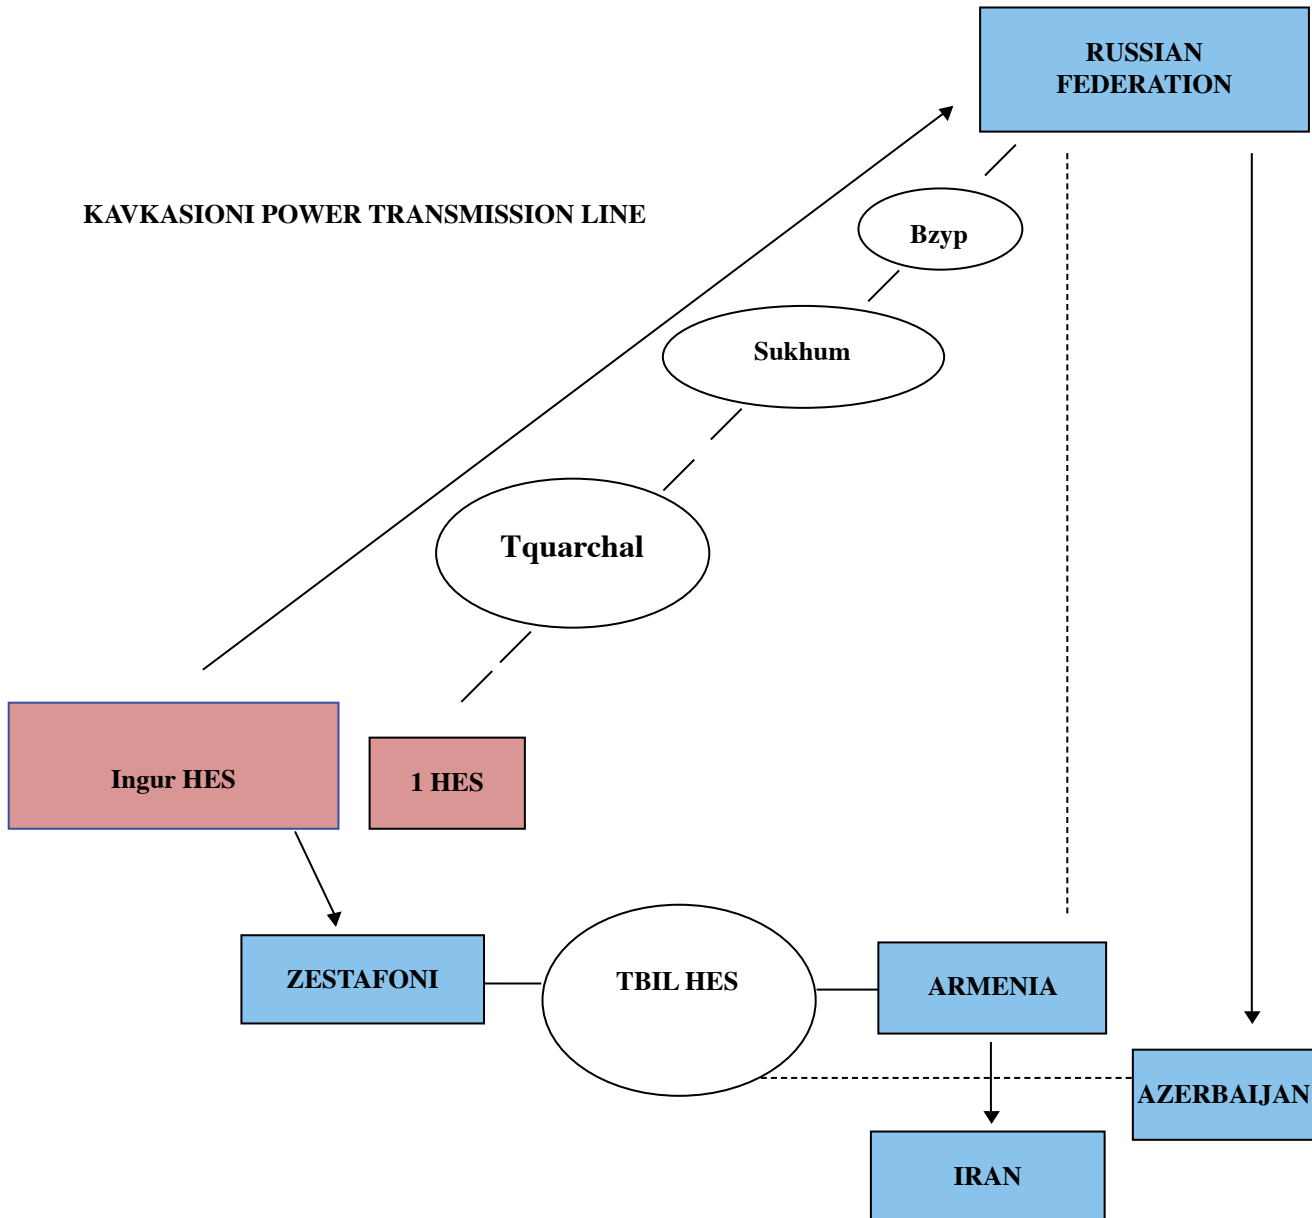 RUSSIAN
FEDERATION
KAVKASIONI POWER TRANSMISSION LINE
Bzyp
Sukhum
Tquarchal
Ingur HES
1 HES
ZESTAFONI
TBIL HES
ARMENIA
AZERBAIJAN
IRAN